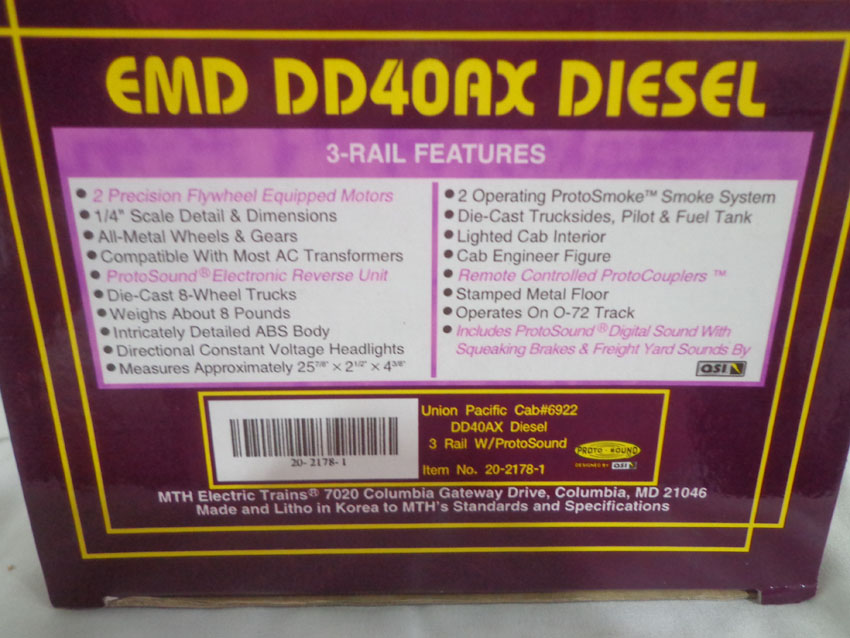 EMD DD40AX DIESEL
3-RAIL FEATURES
• 2 Precision Flywheel Equipped Motors
• 1/4" Scale Detail & Dimensions
• All-Metal Wheels & Gears
• Compatible With Most AC Transformers
• ProtoSound® Electronic Reverse Unit
• Die-Cast 8-Wheel Trucks
• Weighs About 8 Pounds
• Intricately Detailed ABS Body
• Directional Constant Voltage Headlights
• Measures Approximately 25 7/8" × 2 1/2" × 4 3/8"
• 2 Operating ProtoSmoke™ Smoke System
• Die-Cast Trucksides, Pilot & Fuel Tank
• Lighted Cab Interior
• Cab Engineer Figure
• Remote Controlled ProtoCouplers ™
• Stamped Metal Floor
• Operates On O-72 Track
• Includes ProtoSound® Digital Sound With
Squeaking Brakes & Freight Yard Sounds By
QSI
20-2178-1
Union Pacific Cab#6922
DD40AX Diesel
3 Rail W/ProtoSound
Item No. 20-2178-1
PROTO-SOUND
DESIGNED BY QSI
MTH Electric Trains® 7020 Columbia Gateway Drive, Columbia, MD 21046
Made and Litho in Korea to MTH's Standards and Specifications